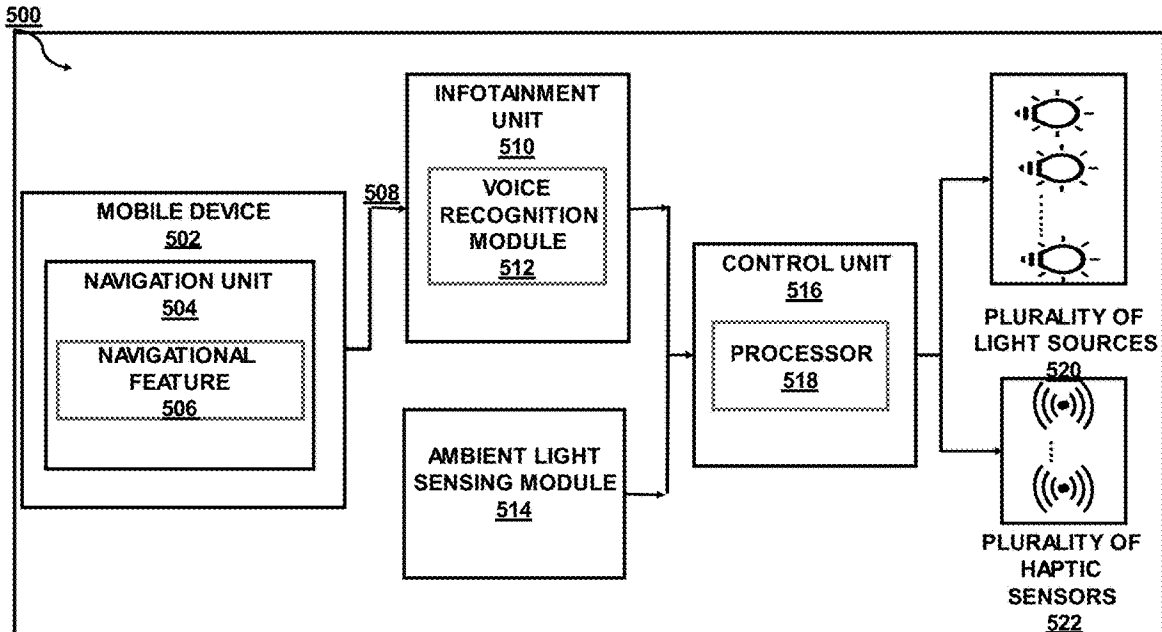 500
MOBILE DEVICE
502
NAVIGATION UNIT
504
NAVIGATIONAL
FEATURE
506
508
INFOTAINMENT
UNIT
510
VOICE
RECOGNITION
MODULE
512
AMBIENT LIGHT
SENSING MODULE
514
CONTROL UNIT
516
PROCESSOR
518
PLURALITY OF
LIGHT SOURCES
520
PLURALITY OF
HAPTIC
SENSORS
522